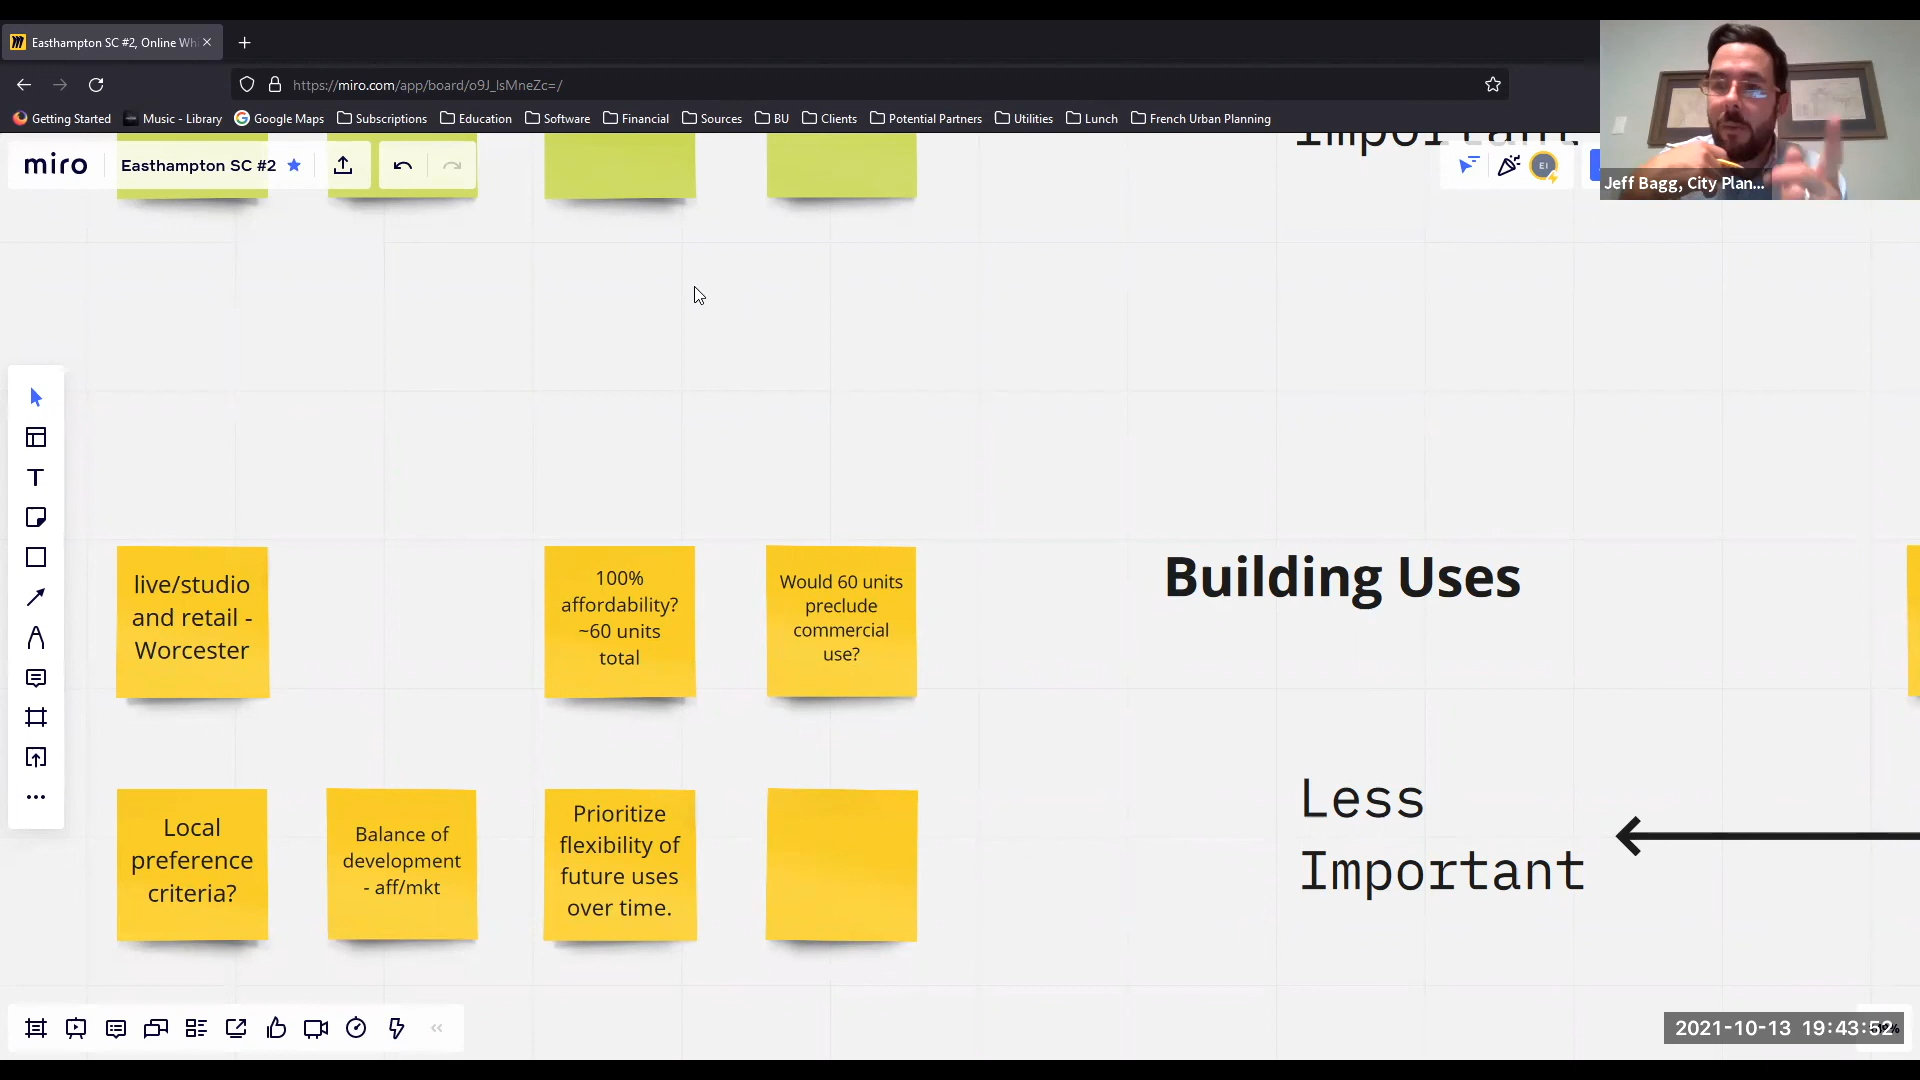 Easthampton SC #2, Online Wh
https://miro.com/app/board/o9J_lsMneZc=/
Getting Started
Music - Library
Google Maps
Subscriptions
Education
Software
Financial
Sources
BU
Clients
Potential Partners
Utilities
Lunch
French Urban Planning
Important
miro
Easthampton SC #2
EI
Jeff Bagg, City Plan...
live/studio
and retail -
Worcester
100%
affordability?
~60 units
total
Would 60 units
preclude
commercial
use?
Building Uses
Local
preference
criteria?
Balance of
development
- aff/mkt
Prioritize
flexibility of
future uses
over time.
Less
Important
2021-10-13 19:43:52